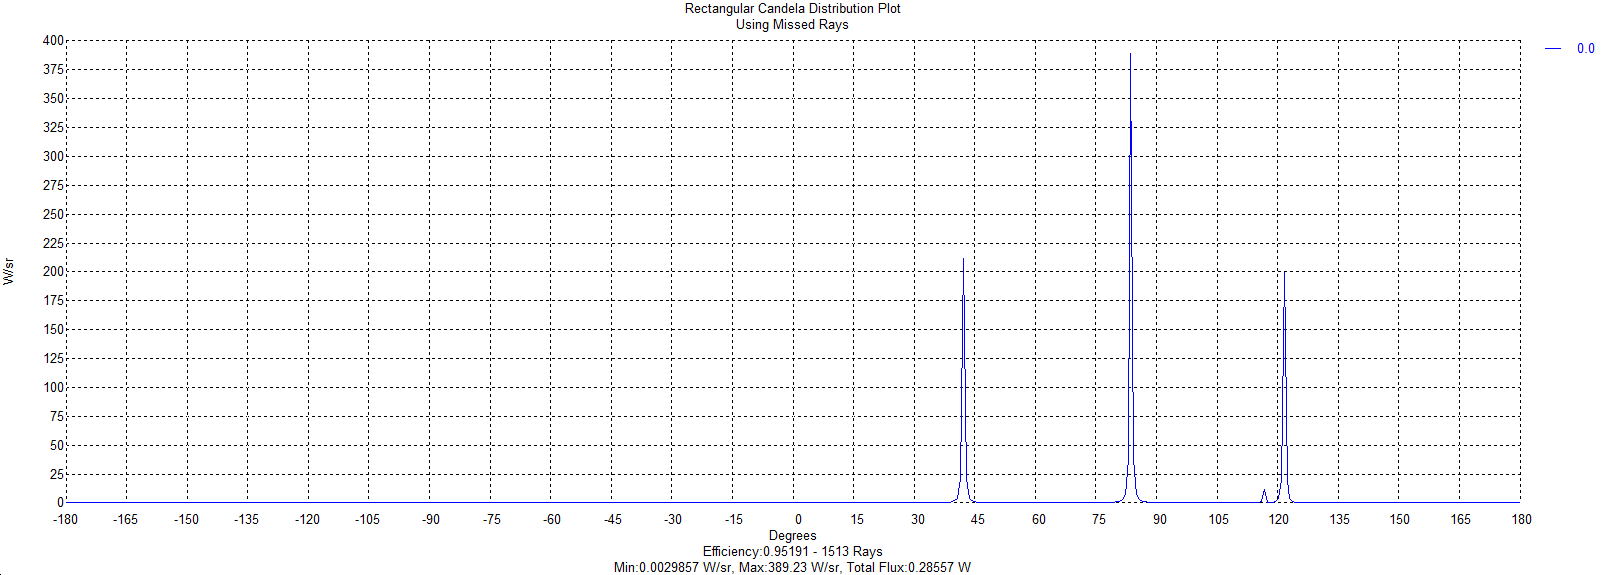 Rectangular Candela Distribution Plot
Using Missed Rays
0.0
400
375
350
325
300
275
250
225
200
175
150
125
100
75
50
25
0
W/sr
-180 -165 -150 -135 -120 -105 -90 -75 -60 -45 -30 -15 0 15 30 45 60 75 90 105 120 135 150 165 180
Degrees
Efficiency:0.95191 - 1513 Rays
Min:0.0029857 W/sr, Max:389.23 W/sr, Total Flux:0.28557 W